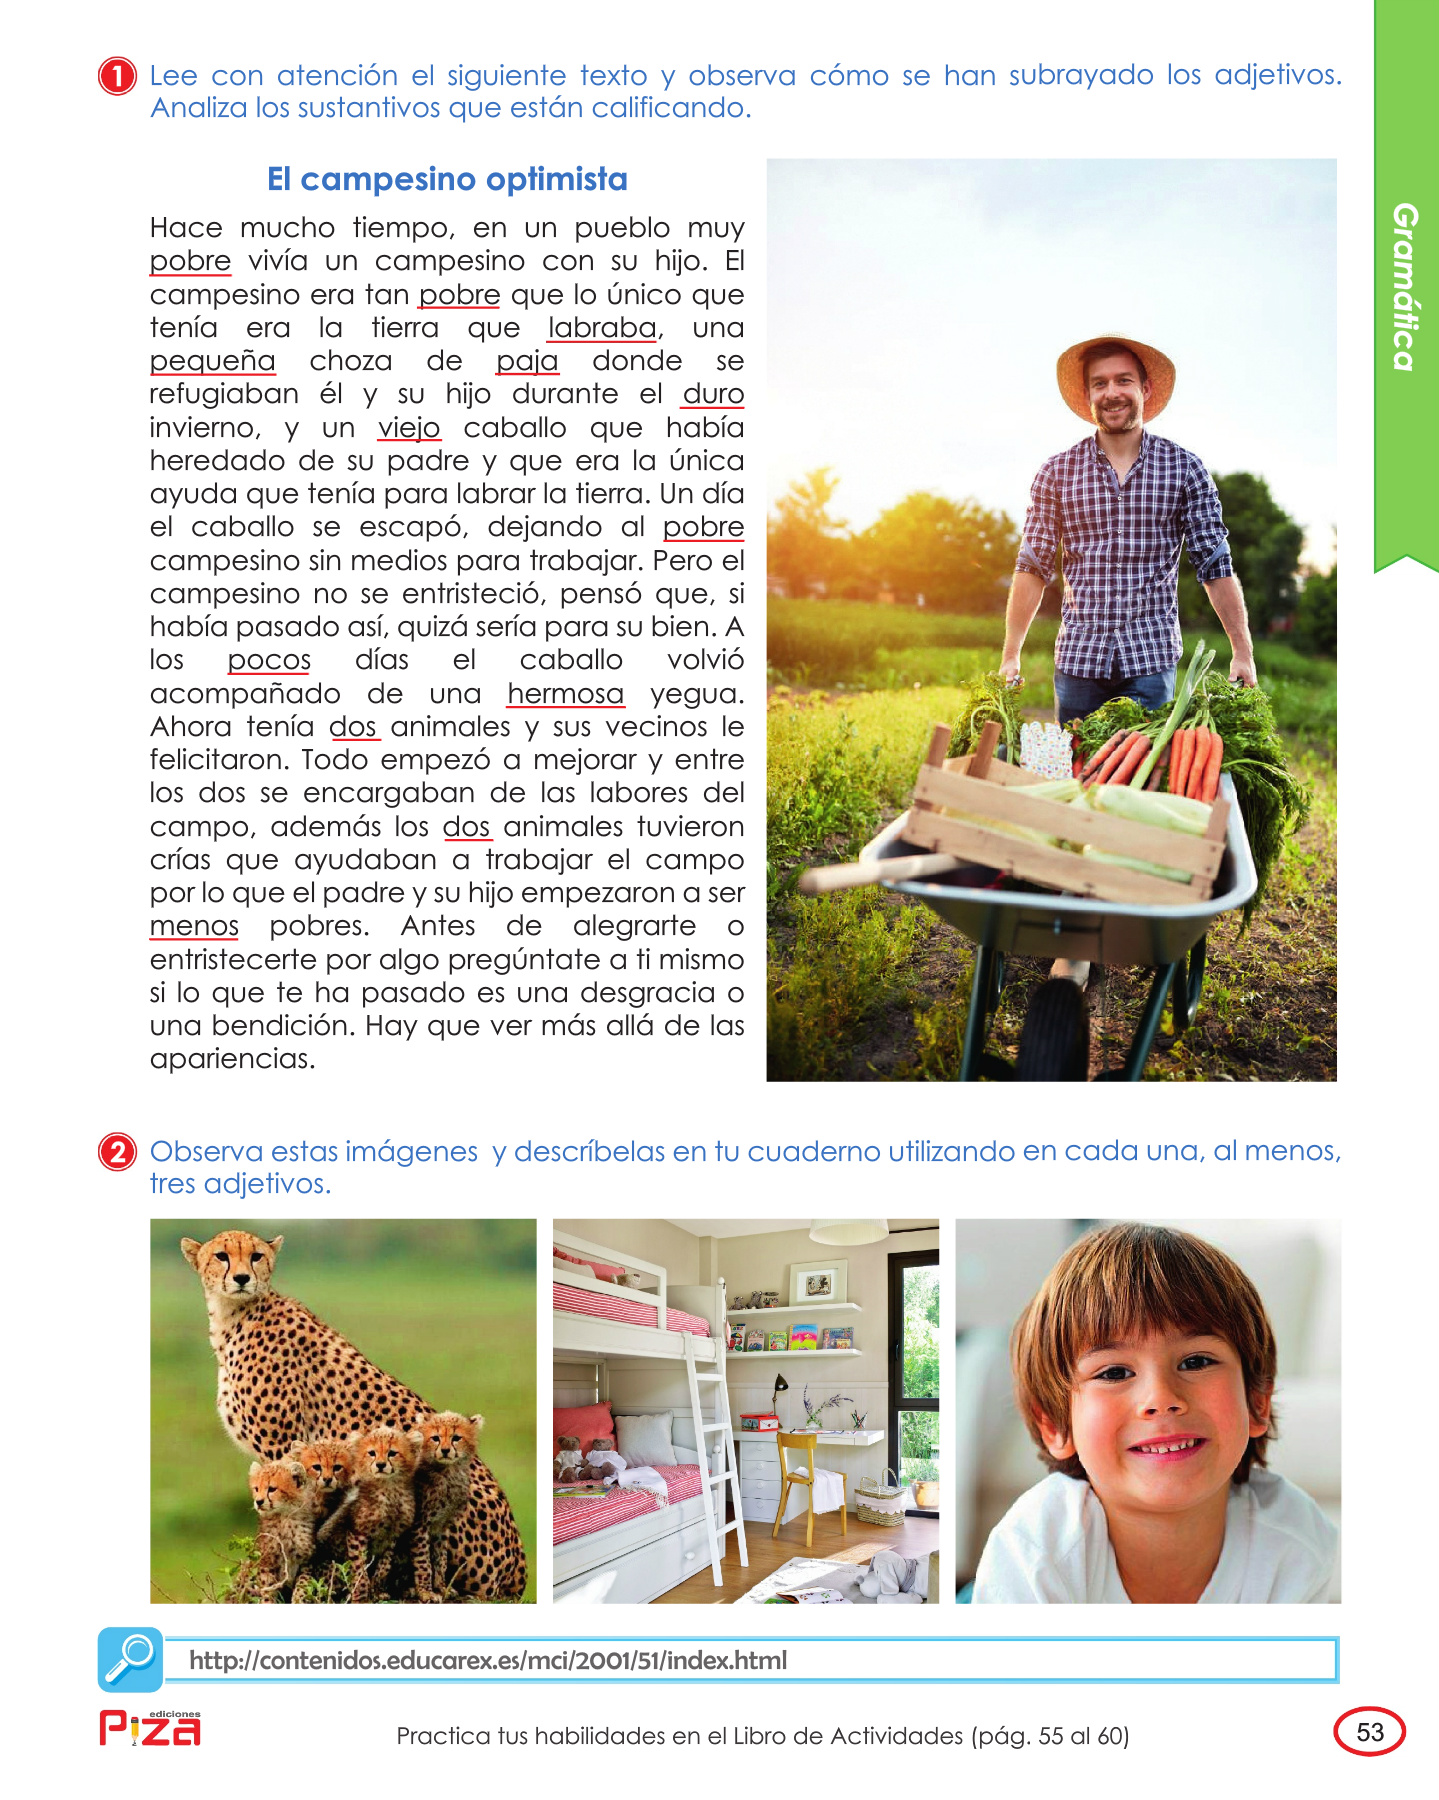 1 Lee con atención el siguiente texto y observa cómo se han subrayado los adjetivos.
Analiza los sustantivos que están calificando.
El campesino optimista
Hace mucho tiempo, en un pueblo muy
pobre vivía un campesino con su hijo. El
campesino era tan pobre que lo único que
tenía era la tierra que labraba, una
pequeña choza de paja donde se
refugiaban él y su hijo durante el duro
invierno, y un viejo caballo que había
heredado de su padre y que era la única
ayuda que tenía para labrar la tierra. Un día
el caballo se escapó, dejando al pobre
campesino sin medios para trabajar. Pero el
campesino no se entristeció, pensó que, si
había pasado así, quizá sería para su bien. A
los pocos días el caballo volvió
acompañado de una hermosa yegua.
Ahora tenía dos animales y sus vecinos le
felicitaron. Todo empezó a mejorar y entre
los dos se encargaban de las labores del
campo, además los dos animales tuvieron
crías que ayudaban a trabajar el campo
por lo que el padre y su hijo empezaron a ser
menos pobres. Antes de alegrarte o
entristecerte por algo pregúntate a ti mismo
si lo que te ha pasado es una desgracia o
una bendición. Hay que ver más allá de las
apariencias.
Gramática
2 Observa estas imágenes y descríbelas en tu cuaderno utilizando en cada una, al menos,
tres adjetivos.
http://contenidos.educarex.es/mci/2001/51/index.html
ediciones
Piza
Practica tus habilidades en el Libro de Actividades (pág. 55 al 60)
53